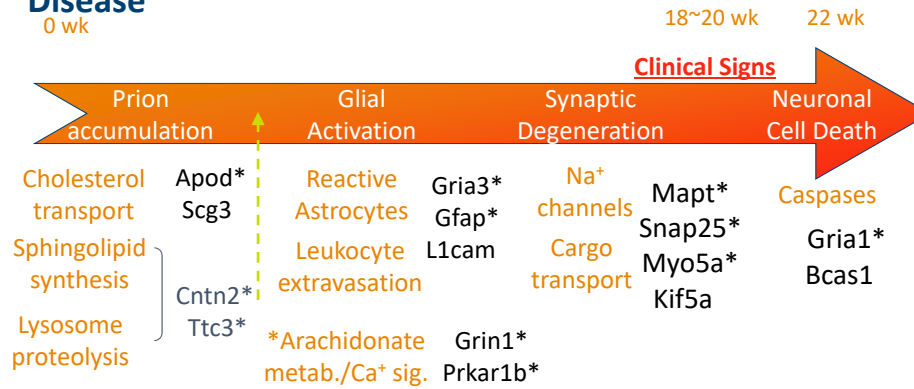 Disease
0 wk
18~20 wk
22 wk
Clinical Signs
Prion
accumulation
Glial
Activation
Synaptic
Degeneration
Neuronal
Cell Death
Cholesterol
transport
Apod*
Scg3
Sphingolipid
synthesis
Lysosome
proteolysis
Cntn2*
Ttc3*
Reactive
Astrocytes
Leukocyte
extravasation
Gria3*
Gfap*
L1cam
*Arachidonate
metab./Ca⁺ sig.
Grin1*
Prkar1b*
Na⁺
channels
Cargo
transport
Mapt*
Snap25*
Myo5a*
Kif5a
Caspases
Gria1*
Bcas1